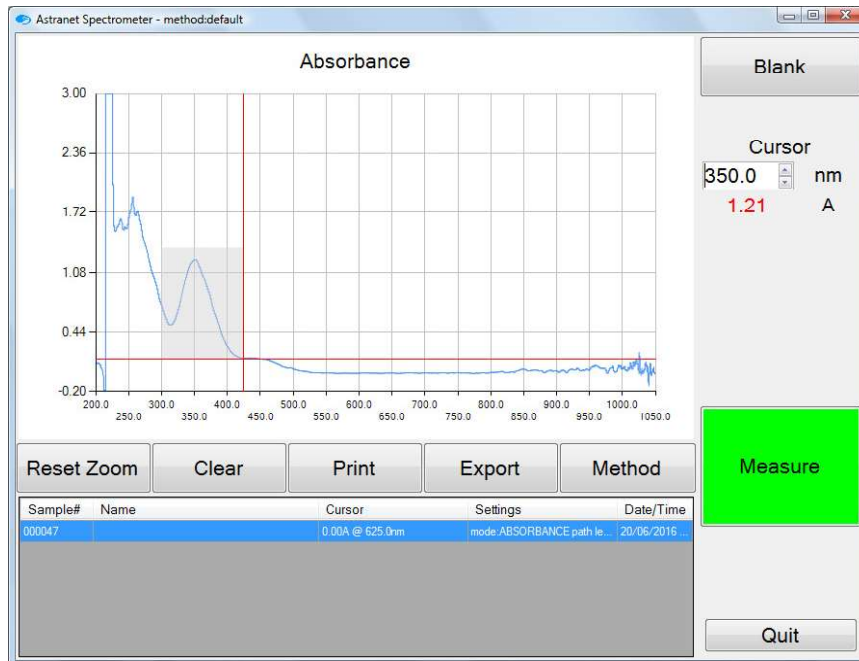 Astranet Spectrometer - method:default
Absorbance
3.00
2.36
1.72
1.08
0.44
-0.20
200.0 300.0 400.0 500.0 600.0 700.0 800.0 900.0 1000.0
250.0 350.0 450.0 550.0 650.0 750.0 850.0 950.0 1050.0
Blank
Cursor
350.0 nm
1.21 A
Reset Zoom Clear Print Export Method
Measure
Sample# Name Cursor Settings Date/Time
000047 0.00A @ 625.0nm mode:ABSORBANCE path le... 20/06/2016 ...
Quit